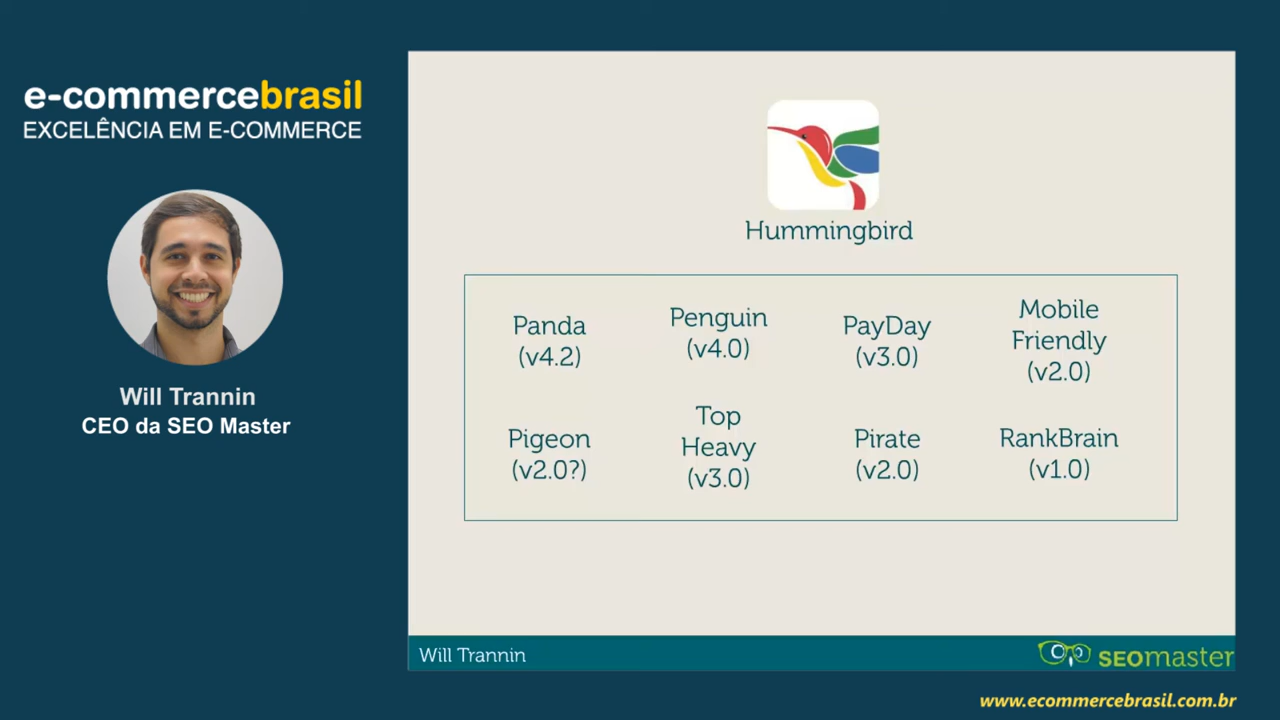 e-commercebrasil
EXCELÊNCIA EM E-COMMERCE
Will Trannin
CEO da SEO Master
Hummingbird
Panda
(v4.2)
Penguin
(v4.0)
PayDay
(v3.0)
Mobile
Friendly
(v2.0)
Pigeon
(v2.0?)
Top
Heavy
(v3.0)
Pirate
(v2.0)
RankBrain
(v1.0)
Will Trannin
SEOmaster
www.ecommercebrasil.com.br